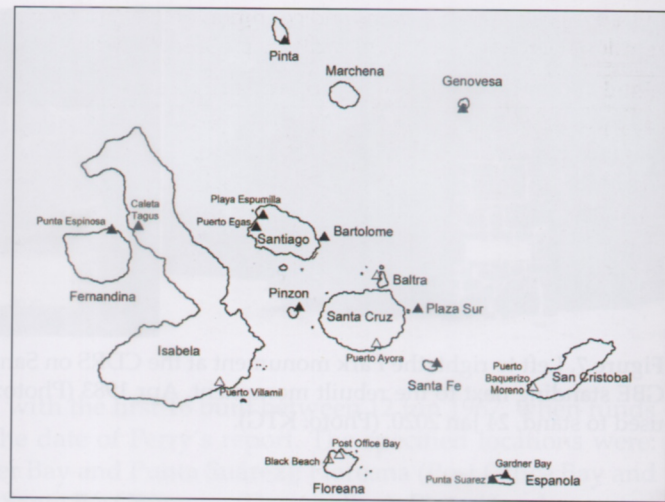 Pinta
Marchena
Genovesa
Caleta
Tagus
Playa Espumilla
Punta Espinosa
Puerto Egas
Santiago
Bartolome
Fernandina
Pinzon
Baltra
Santa Cruz
Plaza Sur
Isabela
Puerto Ayora
Santa Fe
Puerto
Baquerizo
Moreno
San Cristobal
Puerto Villamil
Post Office Bay
Black Beach
Floreana
Gardner Bay
Punta Suarez
Espanola